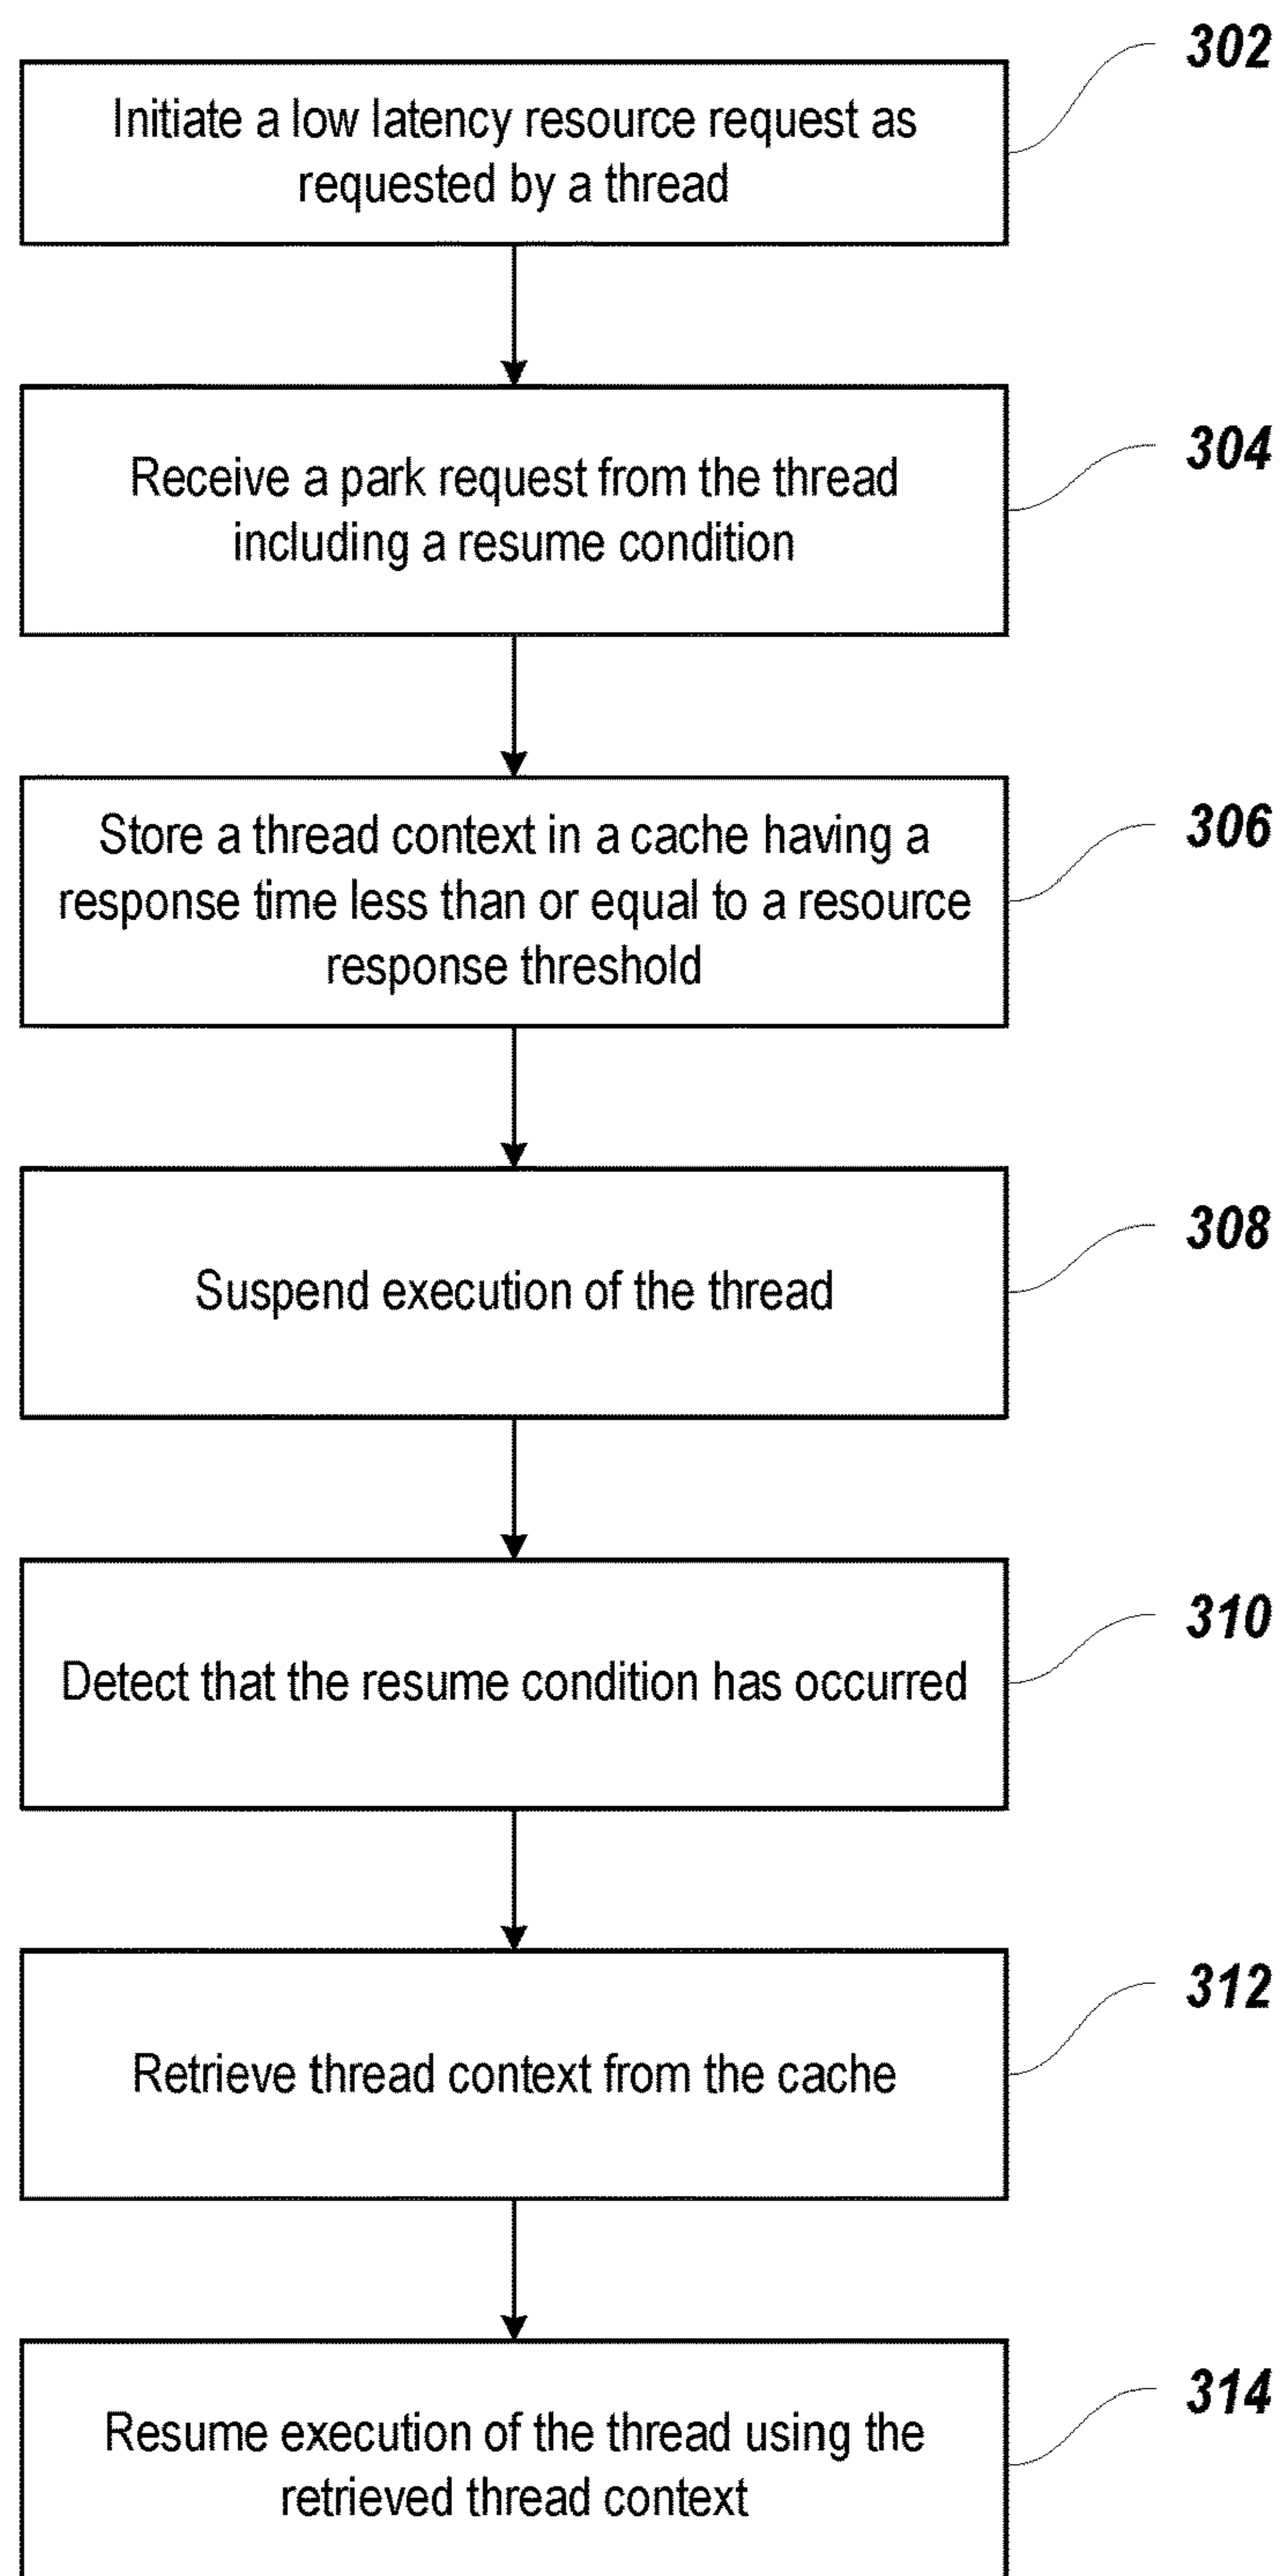 302
Initiate a low latency resource request as
requested by a thread
304
Receive a park request from the thread
including a resume condition
306
Store a thread context in a cache having a
response time less than or equal to a resource
response threshold
308
Suspend execution of the thread
310
Detect that the resume condition has occurred
312
Retrieve thread context from the cache
314
Resume execution of the thread using the
retrieved thread context